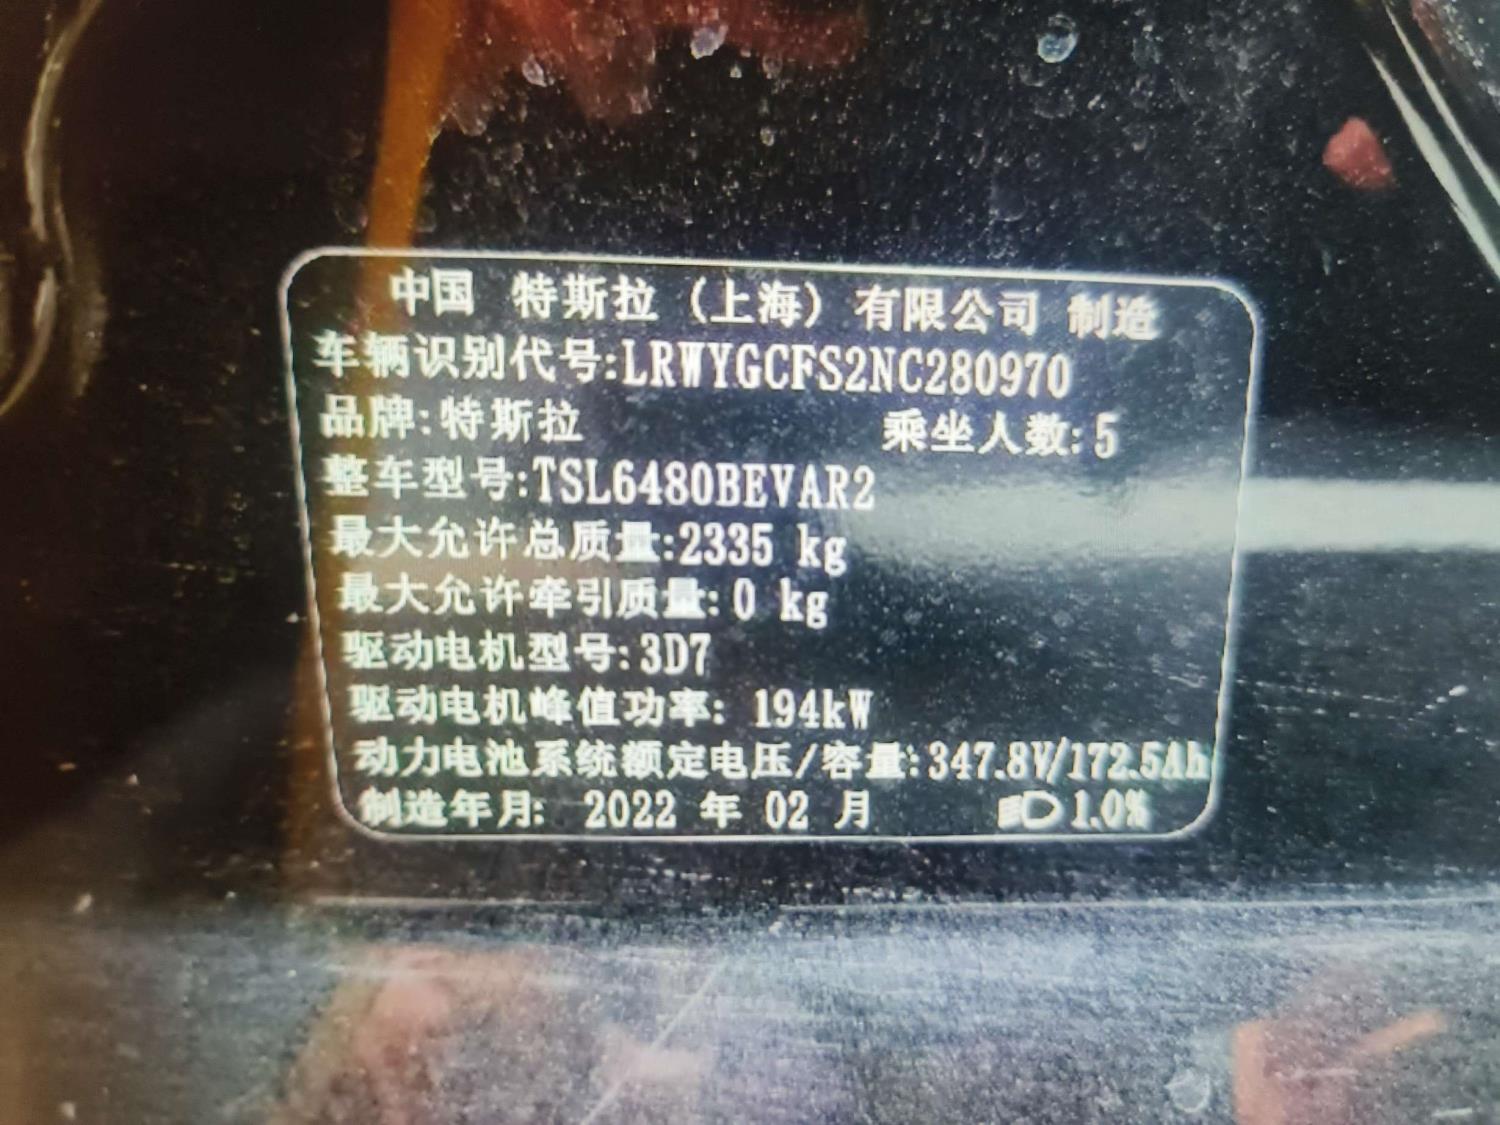 中国 特斯拉（上海）有限公司 制造
车辆识别代号:LRWYGCFS2NC280970
品牌:特斯拉 乘坐人数:5
整车型号:TSL6480BEVAR2
最大允许总质量:2335 kg
最大允许牵引质量:0 kg
驱动电机型号:3D7
驱动电机峰值功率: 194kW
动力电池系统额定电压/容量:347.8V/172.5Ah
制造年月: 2022 年 02 月 1.0%